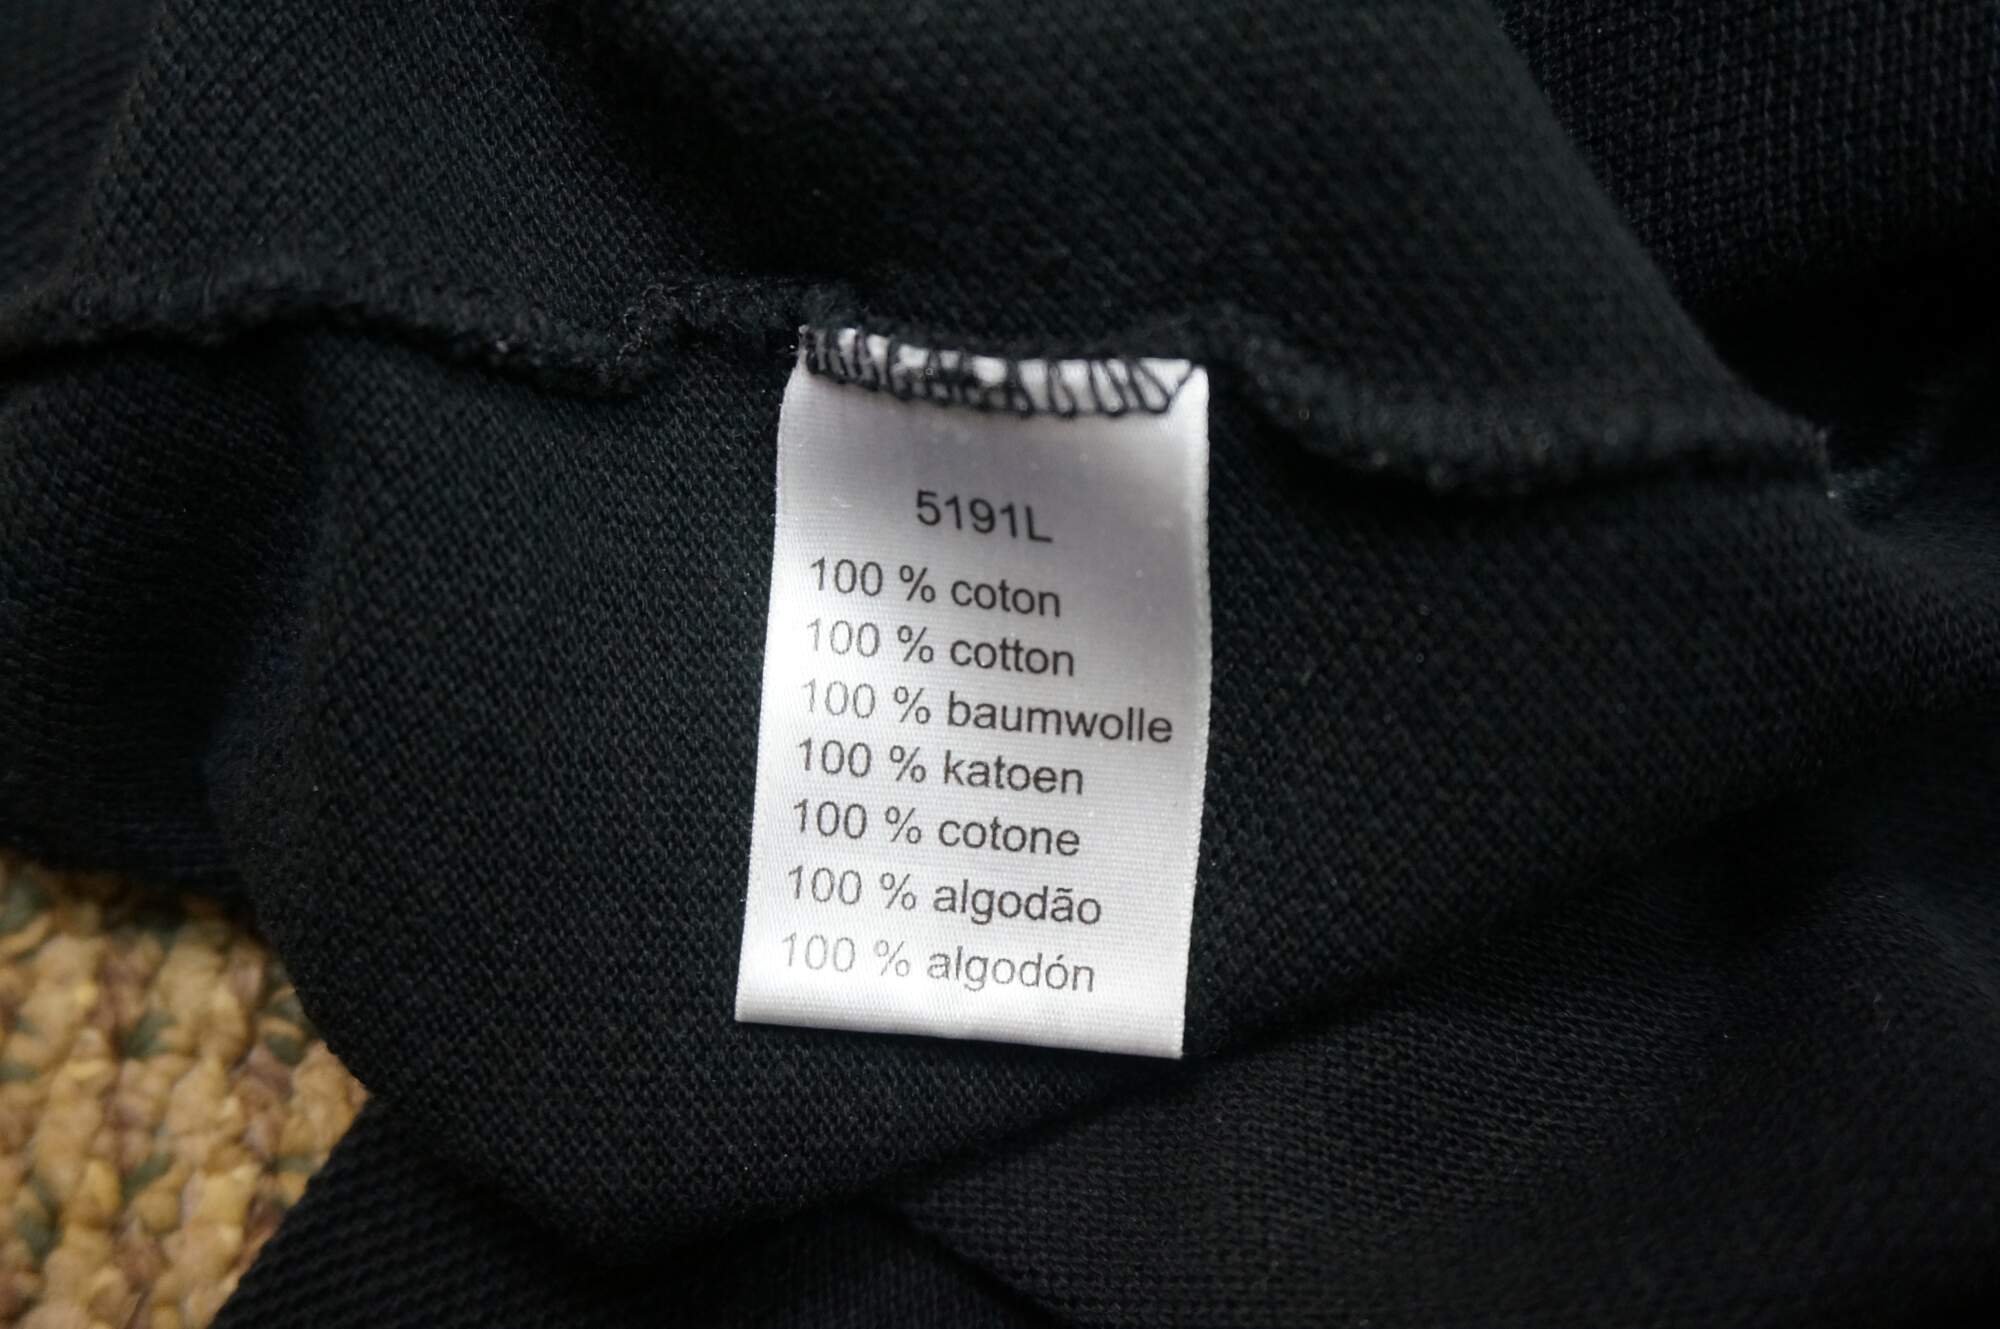 5191L
100 % coton
100 % cotton
100 % baumwolle
100 % katoen
100 % cotone
100 % algodão
100 % algodón